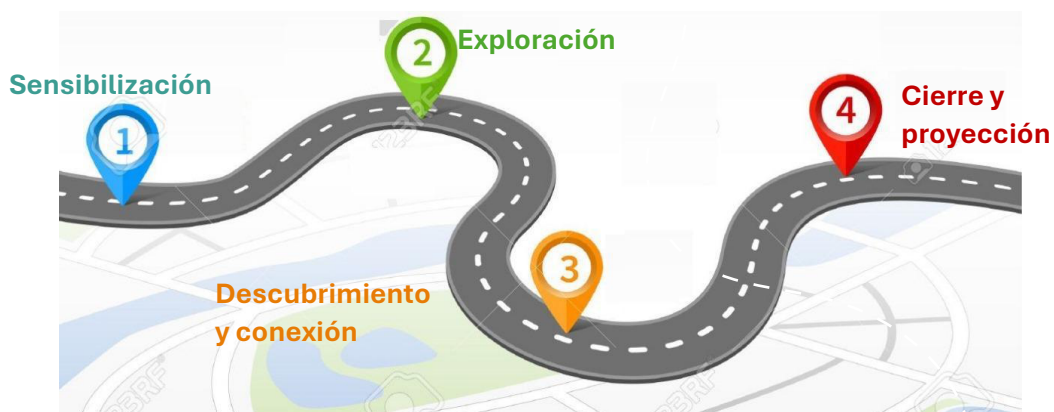 Sensibilización
1
2
Exploración
Descubrimiento
y conexión
3
4
Cierre y
proyección